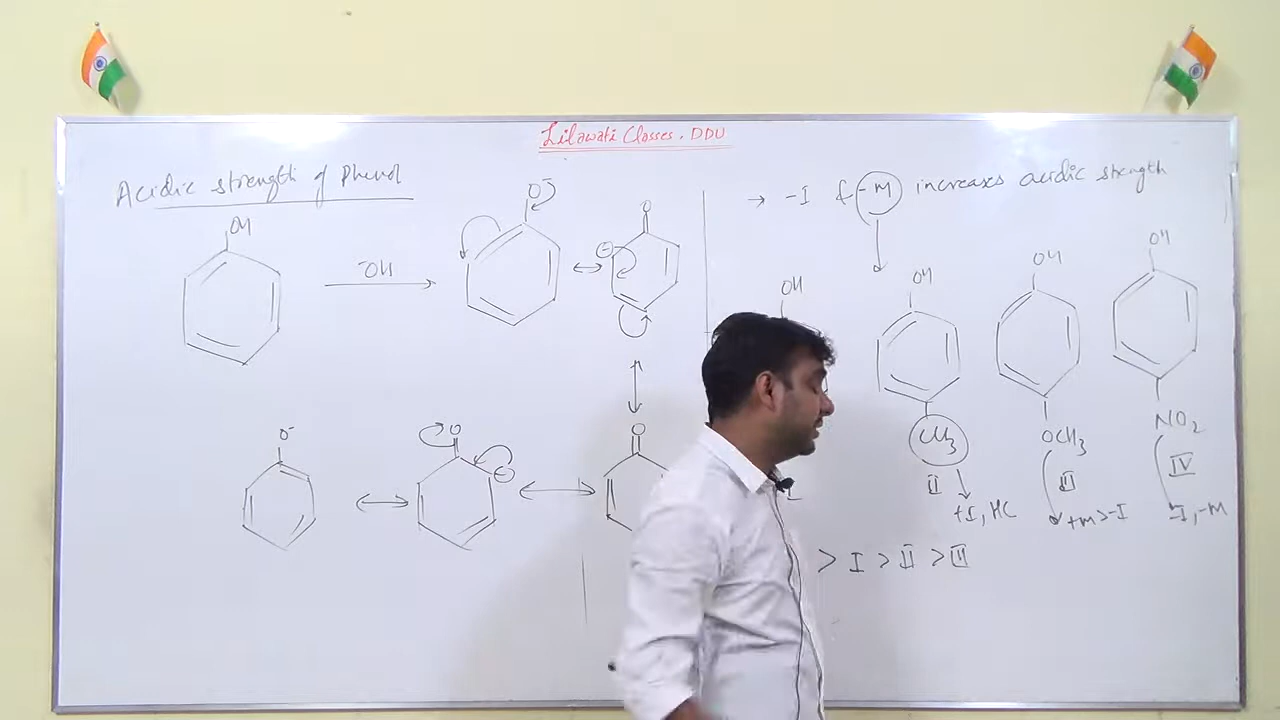 Lilawati Classes. DDU
Acidic strength of Phenol
→ -I & -M increases acidic strength
OH
⁻OH
O⁻
O
⊖
OH
OH
OH
OH
CH3
OCH3
NO2
II
III
IV
+I, HC
+M>-I
-I, -M
O⁻
O
⊖
O
> I > II > III